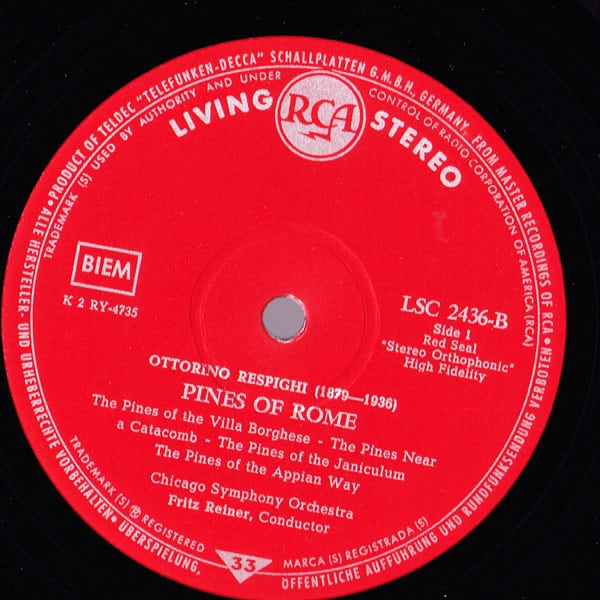 • PRODUCT OF TELDEC "TELEFUNKEN-DECCA" SCHALLPLATTEN G.M.B.H., GERMANY, FROM MASTER RECORDINGS OF RCA •
TRADEMARK (S) USED BY AUTHORITY AND UNDER CONTROL OF RADIO CORPORATION OF AMERICA (RCA)
LIVING RCA STEREO
BIEM
K 2 RY-4735
LSC 2436-B
Side 1
Red Seal
"Stereo Orthophonic"
High Fidelity
OTTORINO RESPIGHI (1879—1936)
PINES OF ROME
The Pines of the Villa Borghese - The Pines Near
a Catacomb - The Pines of the Janiculum
The Pines of the Appian Way
Chicago Symphony Orchestra
Fritz Reiner, Conductor
TRADEMARK (S) ® REGISTERED
33
MARCA (S) REGISTRADA (S)
ALLE HERSTELLER- UND URHEBERRECHTE VORBEHALTEN • ÜBERSPIELUNG, ÖFFENTLICHE AUFFÜHRUNG UND RUNDFUNKSENDUNG VERBOTEN